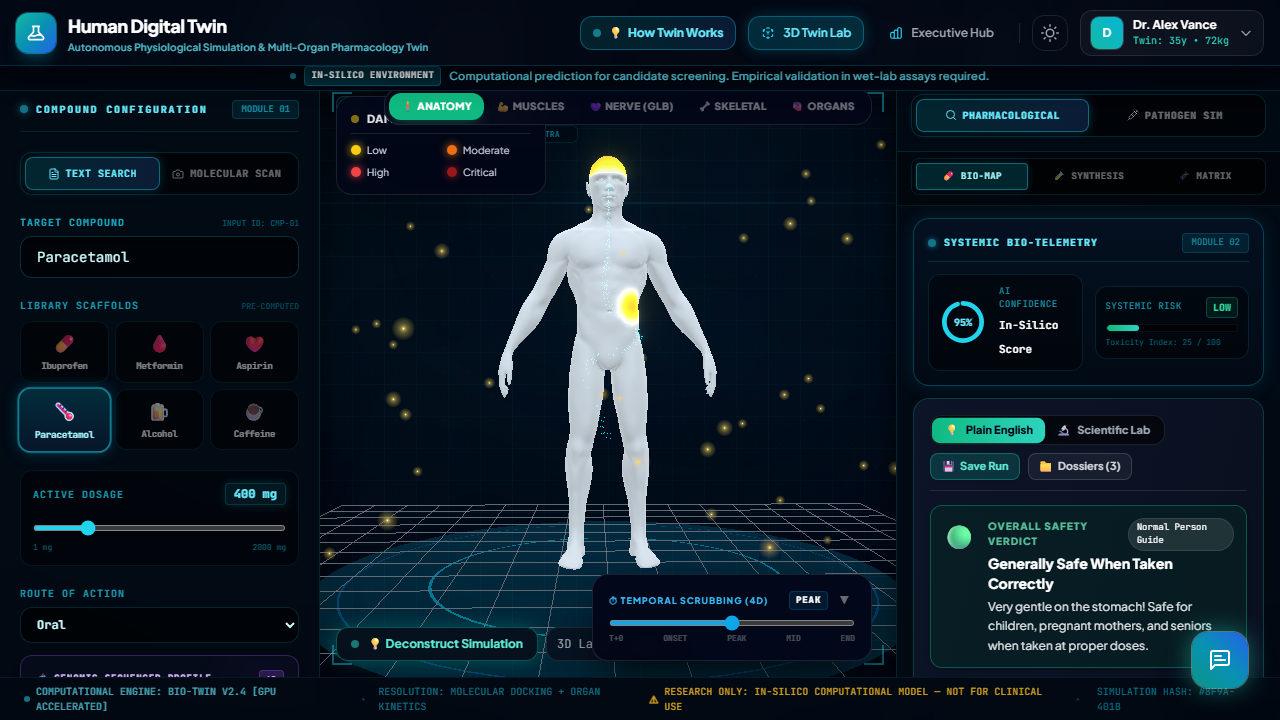 Human Digital Twin
Autonomous Physiological Simulation & Multi-Organ Pharmacology Twin
How Twin Works
3D Twin Lab
Executive Hub
D
Dr. Alex Vance
Twin: 35y • 72kg
IN-SILICO ENVIRONMENT
Computational prediction for candidate screening. Empirical validation in wet-lab assays required.
COMPOUND CONFIGURATION
MODULE 01
TEXT SEARCH
MOLECULAR SCAN
TARGET COMPOUND
INPUT ID: CMP-01
Paracetamol
LIBRARY SCAFFOLDS
PRE-COMPUTED
Ibuprofen
Metformin
Aspirin
Paracetamol
Alcohol
Caffeine
ACTIVE DOSAGE
400 mg
1 mg
2000 mg
ROUTE OF ACTION
Oral
ANATOMY
MUSCLES
NERVE (GLB)
SKELETAL
ORGANS
Low
Moderate
High
Critical
TEMPORAL SCRUBBING (4D)
PEAK
T+0
ONSET
PEAK
MID
END
Deconstruct Simulation
3D La
PHARMACOLOGICAL
PATHOGEN SIM
BIO-MAP
SYNTHESIS
MATRIX
SYSTEMIC BIO-TELEMETRY
MODULE 02
95%
AI
CONFIDENCE
In-Silico
Score
SYSTEMIC RISK
LOW
Toxicity Index: 25 / 100
Plain English
Scientific Lab
Save Run
Dossiers (3)
OVERALL SAFETY
VERDICT
Normal Person
Guide
Generally Safe When Taken
Correctly
Very gentle on the stomach! Safe for
children, pregnant mothers, and seniors
when taken at proper doses.
COMPUTATIONAL ENGINE: BIO-TWIN V2.4 [GPU
ACCELERATED]
RESOLUTION: MOLECULAR DOCKING + ORGAN
KINETICS
RESEARCH ONLY: IN-SILICO COMPUTATIONAL MODEL — NOT FOR CLINICAL
USE
SIMULATION HASH: #8F9A-
401B